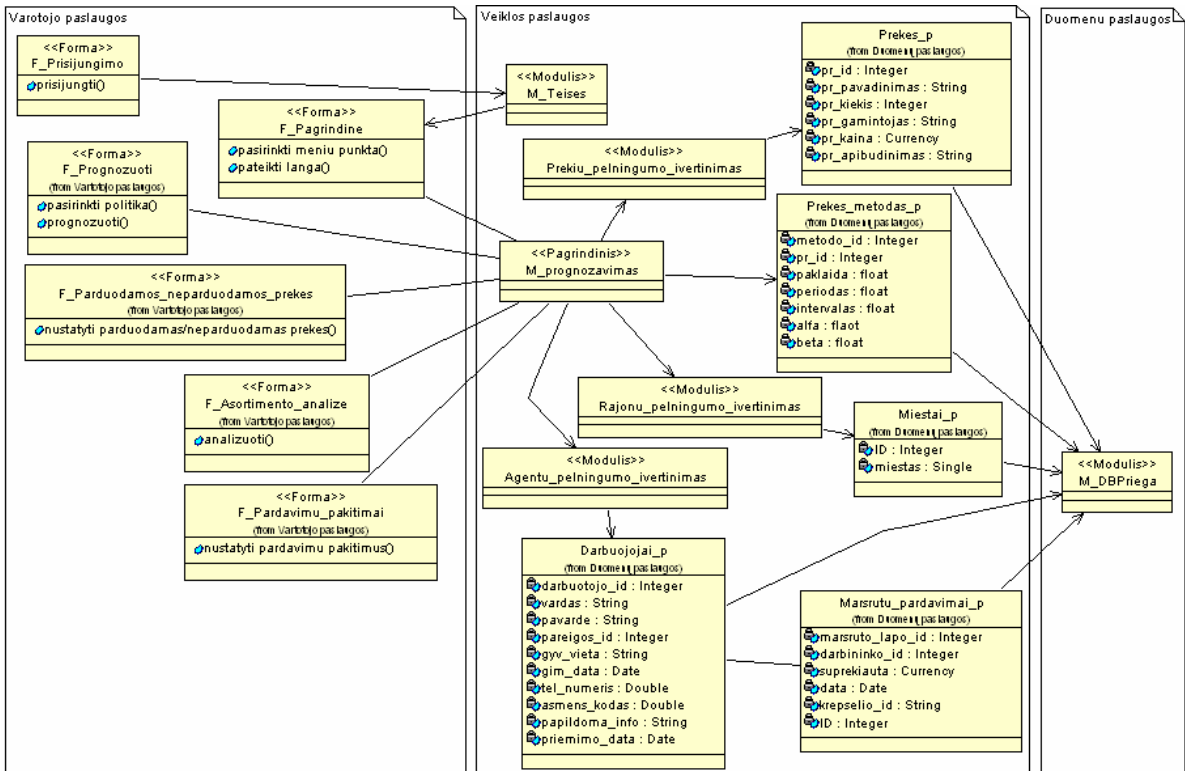 Varotojo paslaugos
<<Forma>>
F_Prisijungimo
prisijungti()
<<Forma>>
F_Pagrindine
pasirinkti meniu punkta()
pateikti langa()
<<Forma>>
F_Prognozuoti
(from Vartotojo paslaugos)
pasirinkti politika()
prognozuoti()
<<Forma>>
F_Parduodamos_neparduodamos_prekes
(from Vartotojo paslaugos)
nustatyti parduodamas/neparduodamas prekes()
<<Forma>>
F_Asortimento_analize
(from Vartotojo paslaugos)
analizuoti()
<<Forma>>
F_Pardavimu_pakitimai
(from Vartotojo paslaugos)
nustatyti pardavimu pakitimus()
Veiklos paslaugos
<<Modulis>>
M_Teises
<<Modulis>>
Prekiu_pelningumo_ivertinimas
<<Pagrindinis>>
M_prognozavimas
<<Modulis>>
Rajonu_pelningumo_ivertinimas
<<Modulis>>
Agentu_pelningumo_ivertinimas
Prekes_p
(from Duomenų paslaugos)
pr_id : Integer
pr_pavadinimas : String
pr_kiekis : Integer
pr_gamintojas : String
pr_kaina : Currency
pr_apibudinimas : String
Prekes_metodas_p
(from Duomenų paslaugos)
metodo_id : Integer
pr_id : Integer
paklaida : float
periodas : float
intervalas : float
alfa : flaot
beta : float
Miestai_p
(from Duomenų paslaugos)
ID : Integer
miestas : Single
Darbuojojai_p
(from Duomenų paslaugos)
darbuotojo_id : Integer
vardas : String
pavarde : String
pareigos_id : Integer
gyv_vieta : String
gim_data : Date
tel_numeris : Double
asmens_kodas : Double
papildoma_info : String
priemimo_data : Date
Marsrutu_pardavimai_p
(from Duomenų paslaugos)
marsruto_lapo_id : Integer
darbininko_id : Integer
suprekiauta : Currency
data : Date
krepselio_id : String
ID : Integer
Duomenu paslaugos
<<Modulis>>
M_DBPriega